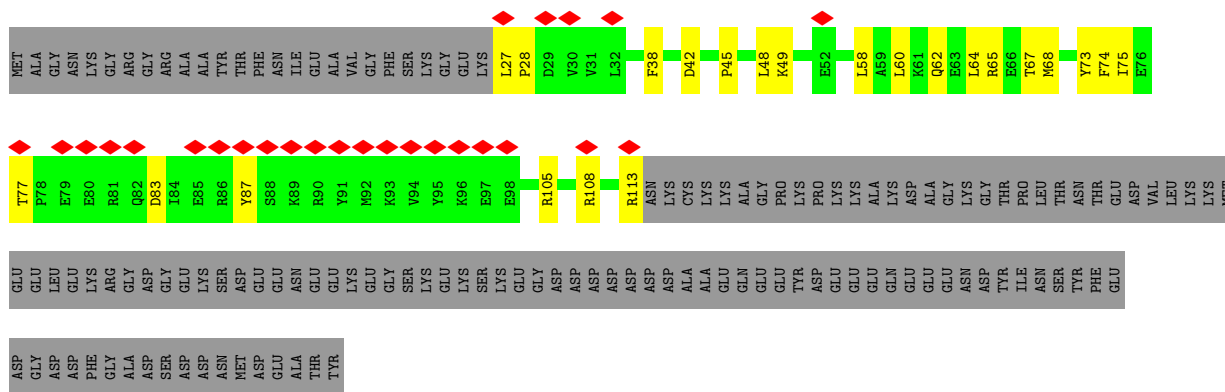 MET ALA GLY ASN LYS GLY ARG GLY ARG ALA ALA TYR THR PHE ASN ILE GLU ALA VAL GLY PHE SER LYS GLY GLU LYS L27 P28 D29 V30 V31 L32 F38 D42 P45 L48 K49 E52 L58 A59 L60 K61 Q62 E63 L64 R65 E66 T67 M68 Y73 F74 I75 E76
T77 P78 E79 E80 R81 Q82 D83 I84 E85 R86 Y87 S88 K89 R90 Y91 M92 K93 V94 Y95 K96 E97 E98 R105 R108 R113 ASN LYS CYS LYS LYS ALA GLY PRO LYS PRO LYS LYS ALA LYS ASP ALA GLY LYS GLY THR PRO LEU THR ASN THR THR GLU ASP VAL LEU LYS LYS MET
GLU GLU LEU GLU LYS ARG GLY ASP GLY GLU LYS SER ASP GLU GLU ASN GLU GLU LYS GLU GLY SER LYS GLU LYS SER LYS GLU GLY ASP ASP ASP ASP ASP ASP ASP ALA ALA GLU GLN GLU GLU TYR ASP GLU GLU GLU GLN GLU GLU GLU ASN ASP TYR ILE ASN SER TYR PHE GLU
ASP GLY ASP ASP PHE GLY ALA ASP SER ASP ASP ASN MET ASP GLU ALA THR TYR